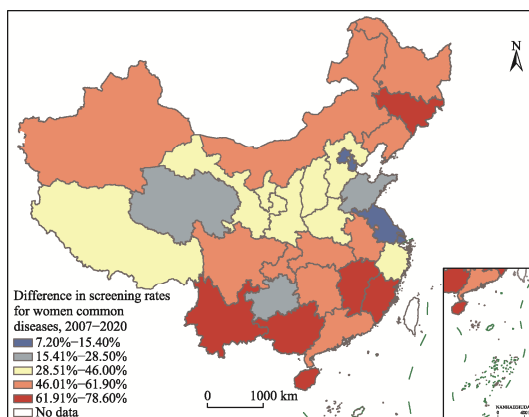 N
Difference in screening rates
for women common
diseases, 2007–2020
7.20%–15.40%
15.41%–28.50%
28.51%–46.00%
46.01%–61.90%
61.91%–78.60%
No data
0 1000 km